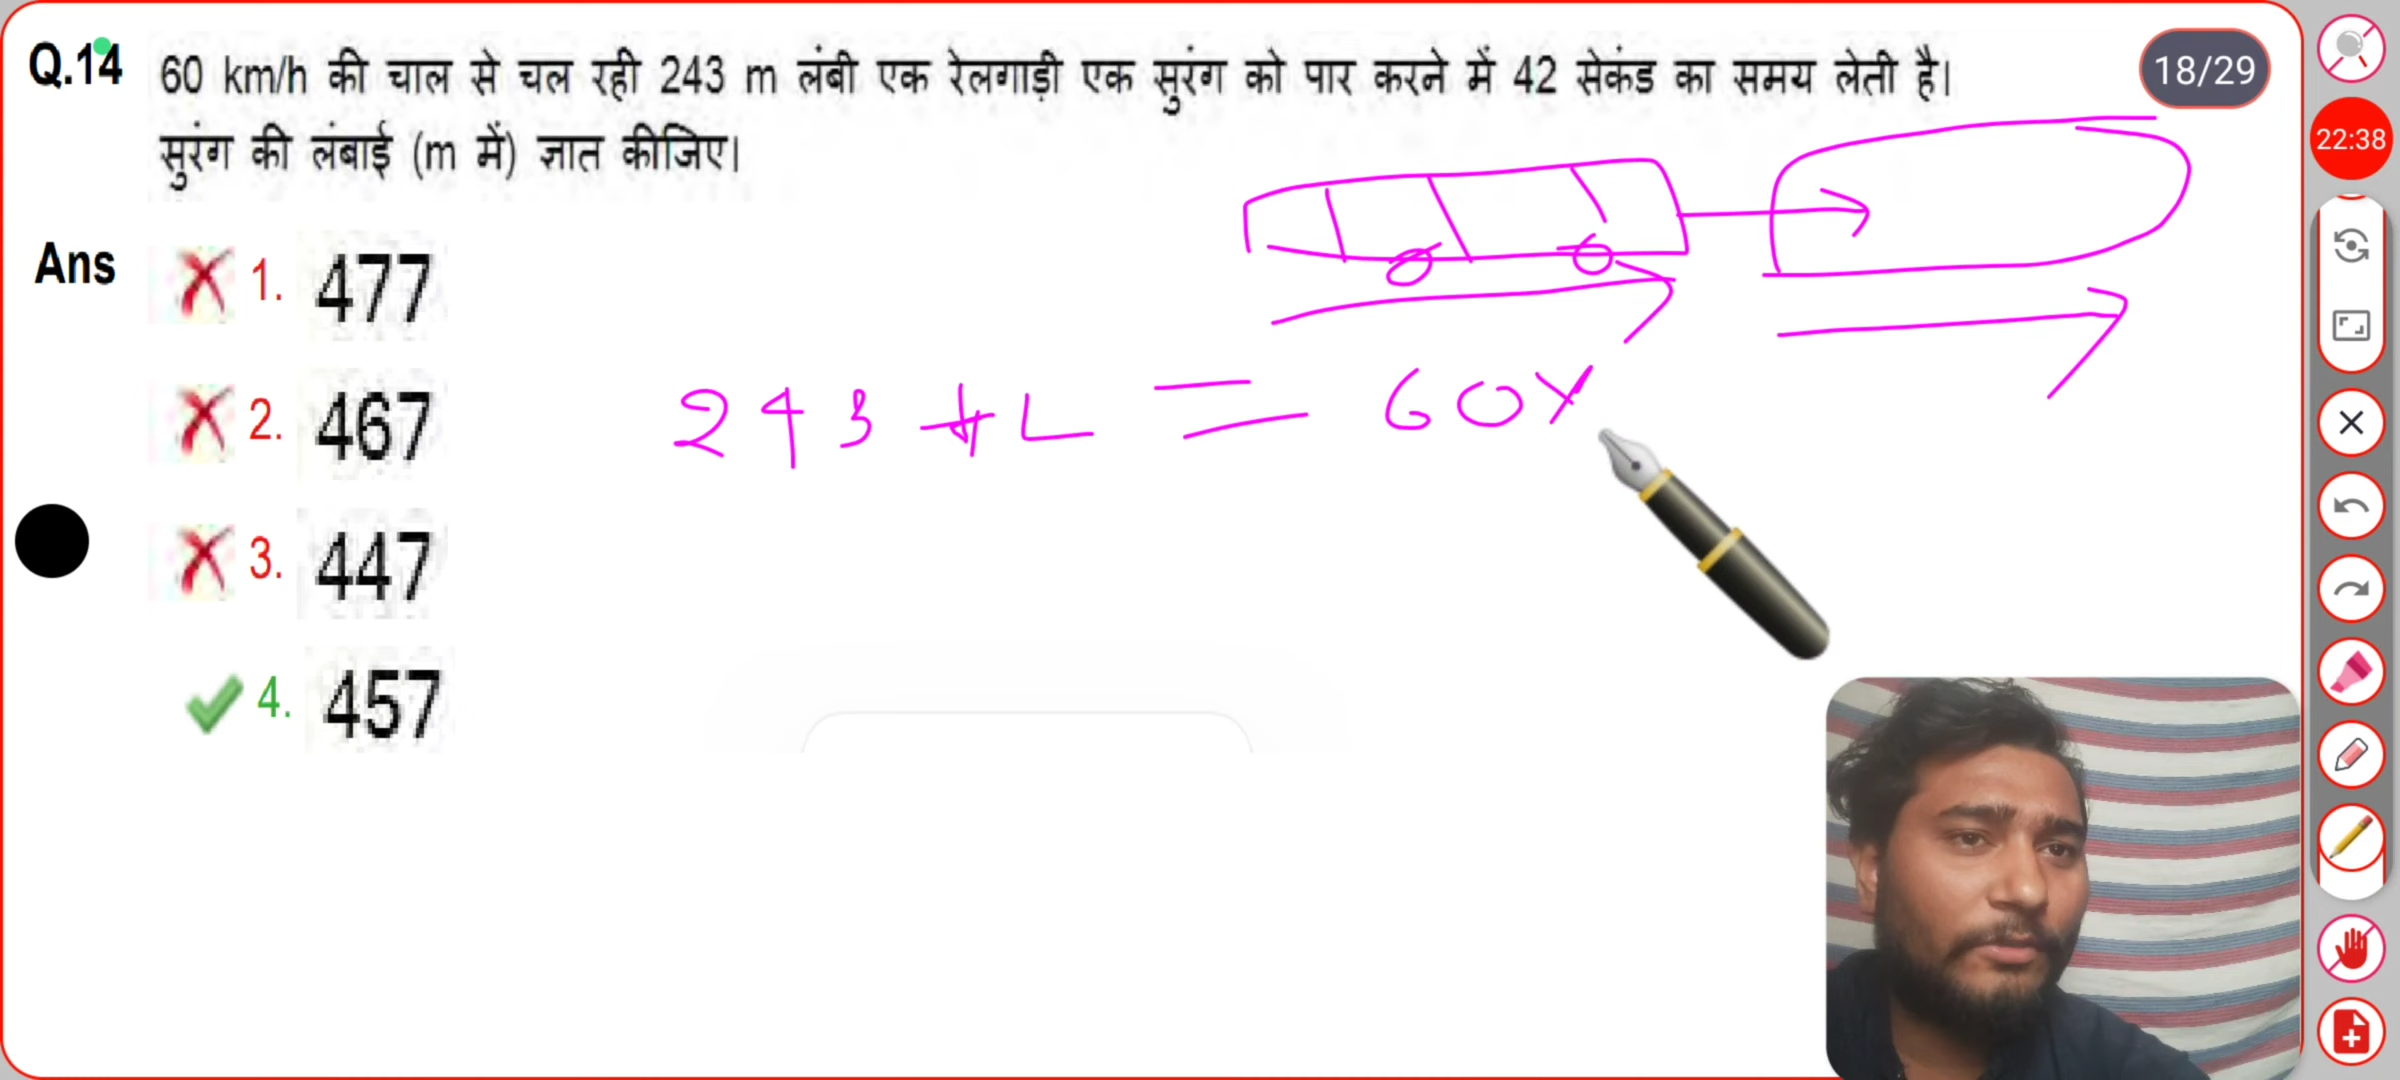 Q.14 60 km/h की चाल से चल रही 243 m लंबी एक रेलगाड़ी एक सुरंग को पार करने में 42 सेकंड का समय लेती है।
सुरंग की लंबाई (m में) ज्ञात कीजिए।
18/29
22:38
Ans 1. 477
2. 467
3. 447
4. 457
243 + L = 60×